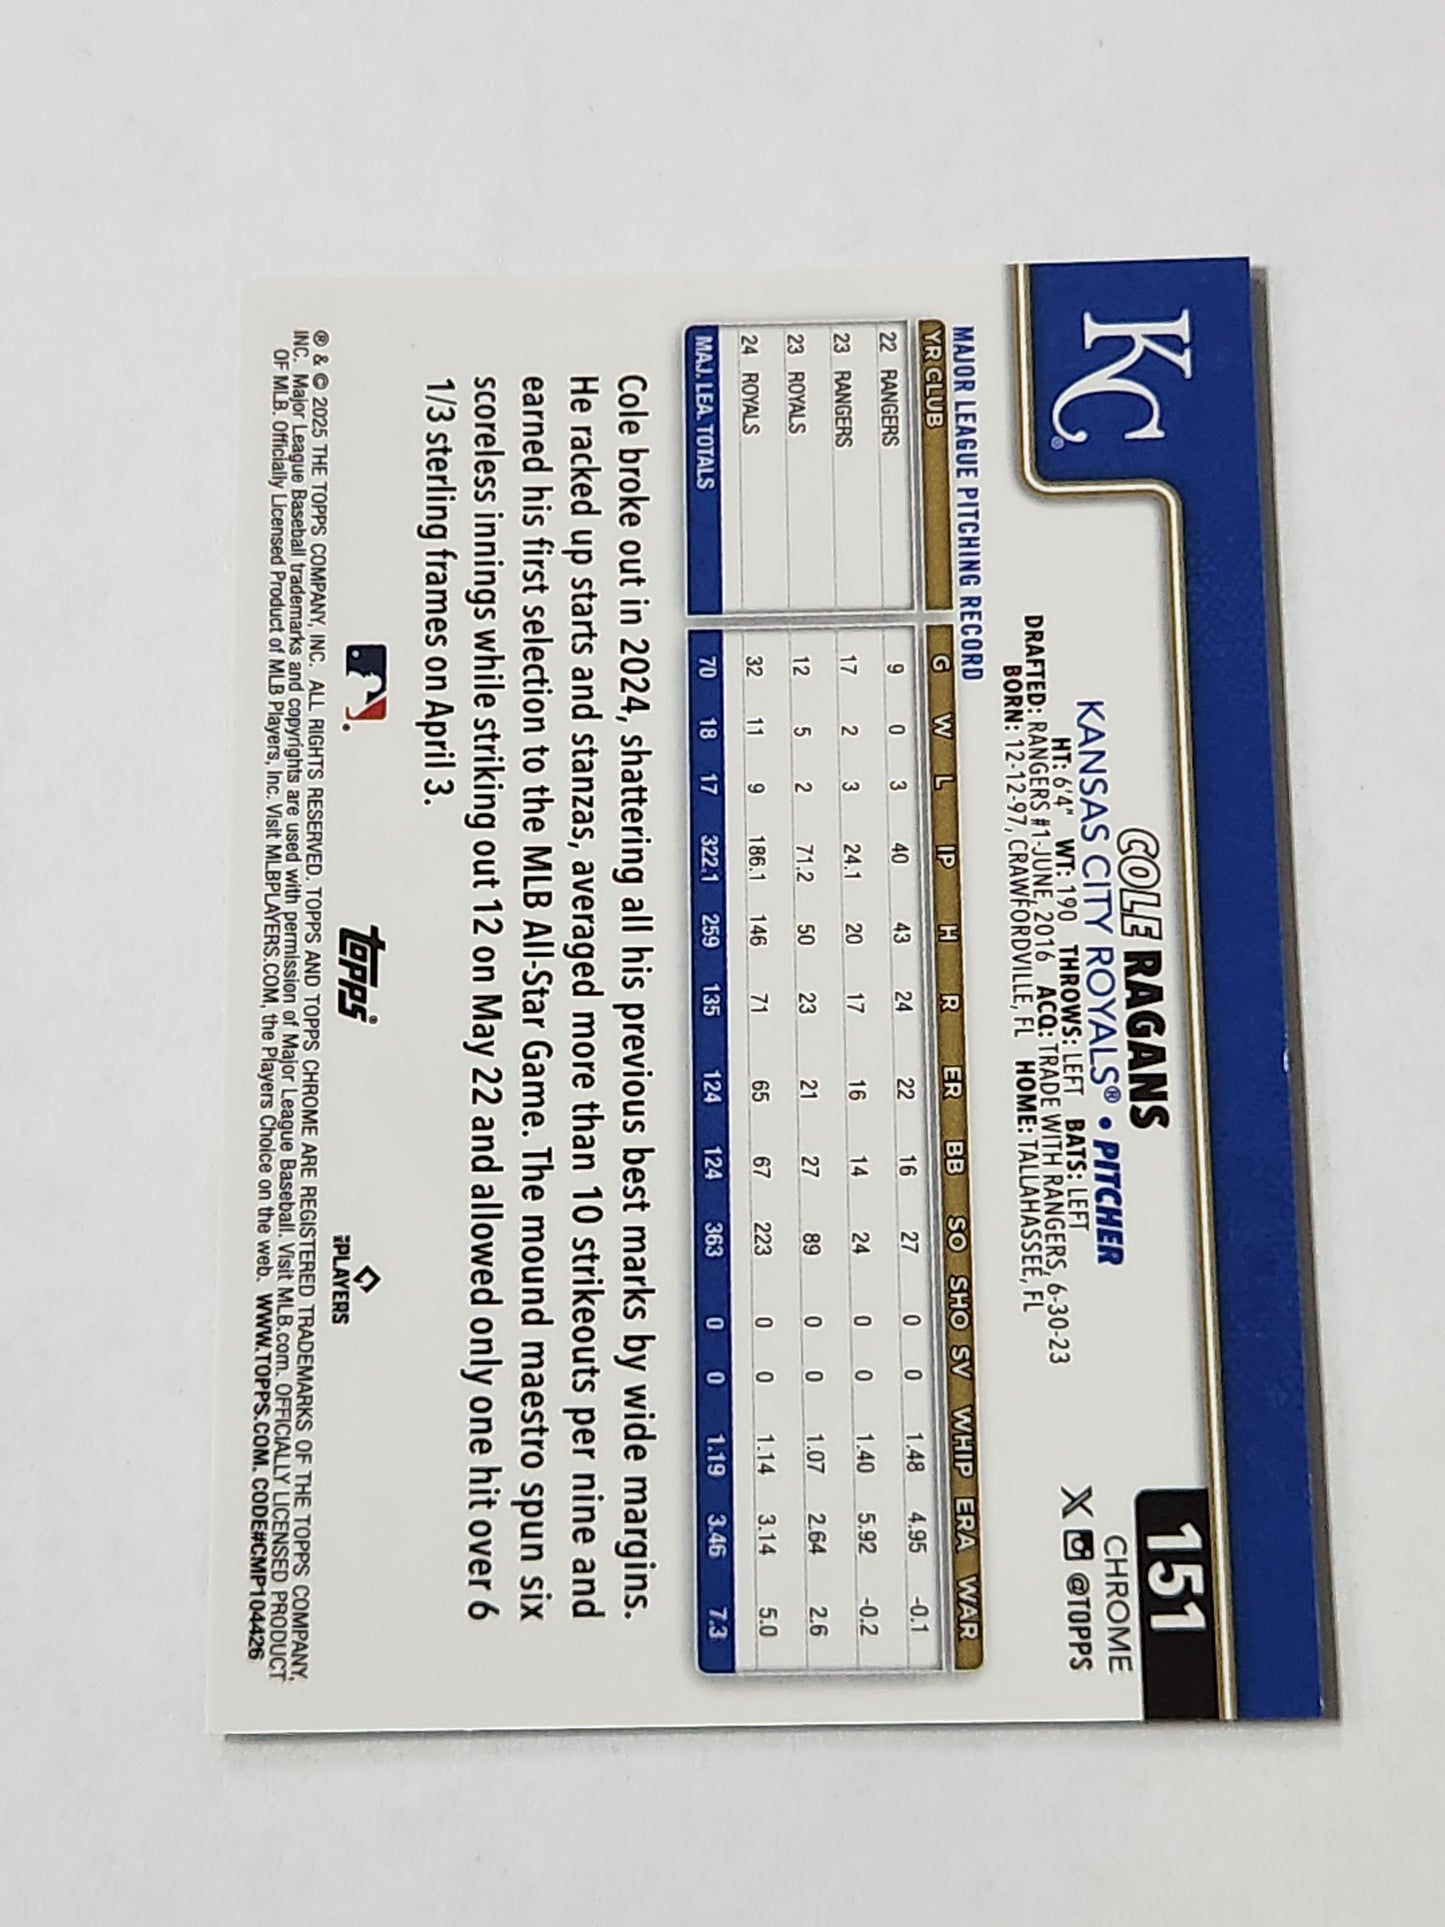 KC®
151
CHROME
X @TOPPS
COLE RAGANS
KANSAS CITY ROYALS® • PITCHER
HT: 6'4" WT: 190 THROWS: LEFT BATS: LEFT
DRAFTED: RANGERS #1-JUNE, 2016 ACQ: TRADE WITH RANGERS, 6-30-23
BORN: 12-12-97, CRAWFORDVILLE, FL HOME: TALLAHASSEE, FL
MAJOR LEAGUE PITCHING RECORD
YR CLUB G W L IP H R ER BB SO SHO SV WHIP ERA WAR
22 RANGERS 9 0 3 40 43 24 22 16 27 0 0 1.48 4.95 -0.1
23 RANGERS 17 2 3 24.1 20 17 16 14 24 0 0 1.40 5.92 -0.2
23 ROYALS 12 5 2 71.2 50 23 21 27 89 0 0 1.07 2.64 2.6
24 ROYALS 32 11 9 186.1 146 71 65 67 223 0 0 1.14 3.14 5.0
MAJ. LEA. TOTALS 70 18 17 322.1 259 135 124 124 363 0 0 1.19 3.46 7.3
Cole broke out in 2024, shattering all his previous best marks by wide margins.
He racked up starts and stanzas, averaged more than 10 strikeouts per nine and
earned his first selection to the MLB All-Star Game. The mound maestro spun six
scoreless innings while striking out 12 on May 22 and allowed only one hit over 6
1/3 sterling frames on April 3.
topps®
MLB PLAYERS
® & © 2025 THE TOPPS COMPANY, INC. ALL RIGHTS RESERVED. TOPPS AND TOPPS CHROME ARE REGISTERED TRADEMARKS OF THE TOPPS COMPANY,
INC. Major League Baseball trademarks and copyrights are used with permission of Major League Baseball. Visit MLB.com. OFFICIALLY LICENSED PRODUCT
OF MLB. Officially Licensed Product of MLB Players, Inc. Visit MLBPLAYERS.COM, the Players Choice on the web. WWW.TOPPS.COM. CODE#CMP104426